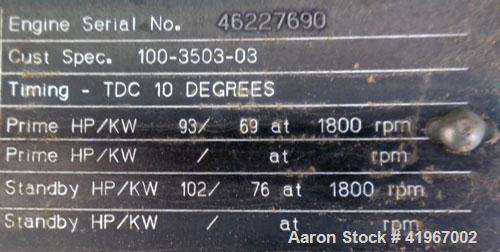 Engine Serial No. 46227690
Cust Spec. 100-3503-03
Timing - TDC 10 DEGREES
Prime HP/KW 93/ 69 at 1800 rpm
Prime HP/KW / at rpm
Standby HP/KW 102/ 76 at 1800 rpm
Standby HP/KW / at rpm
Aaron Stock # 41967002